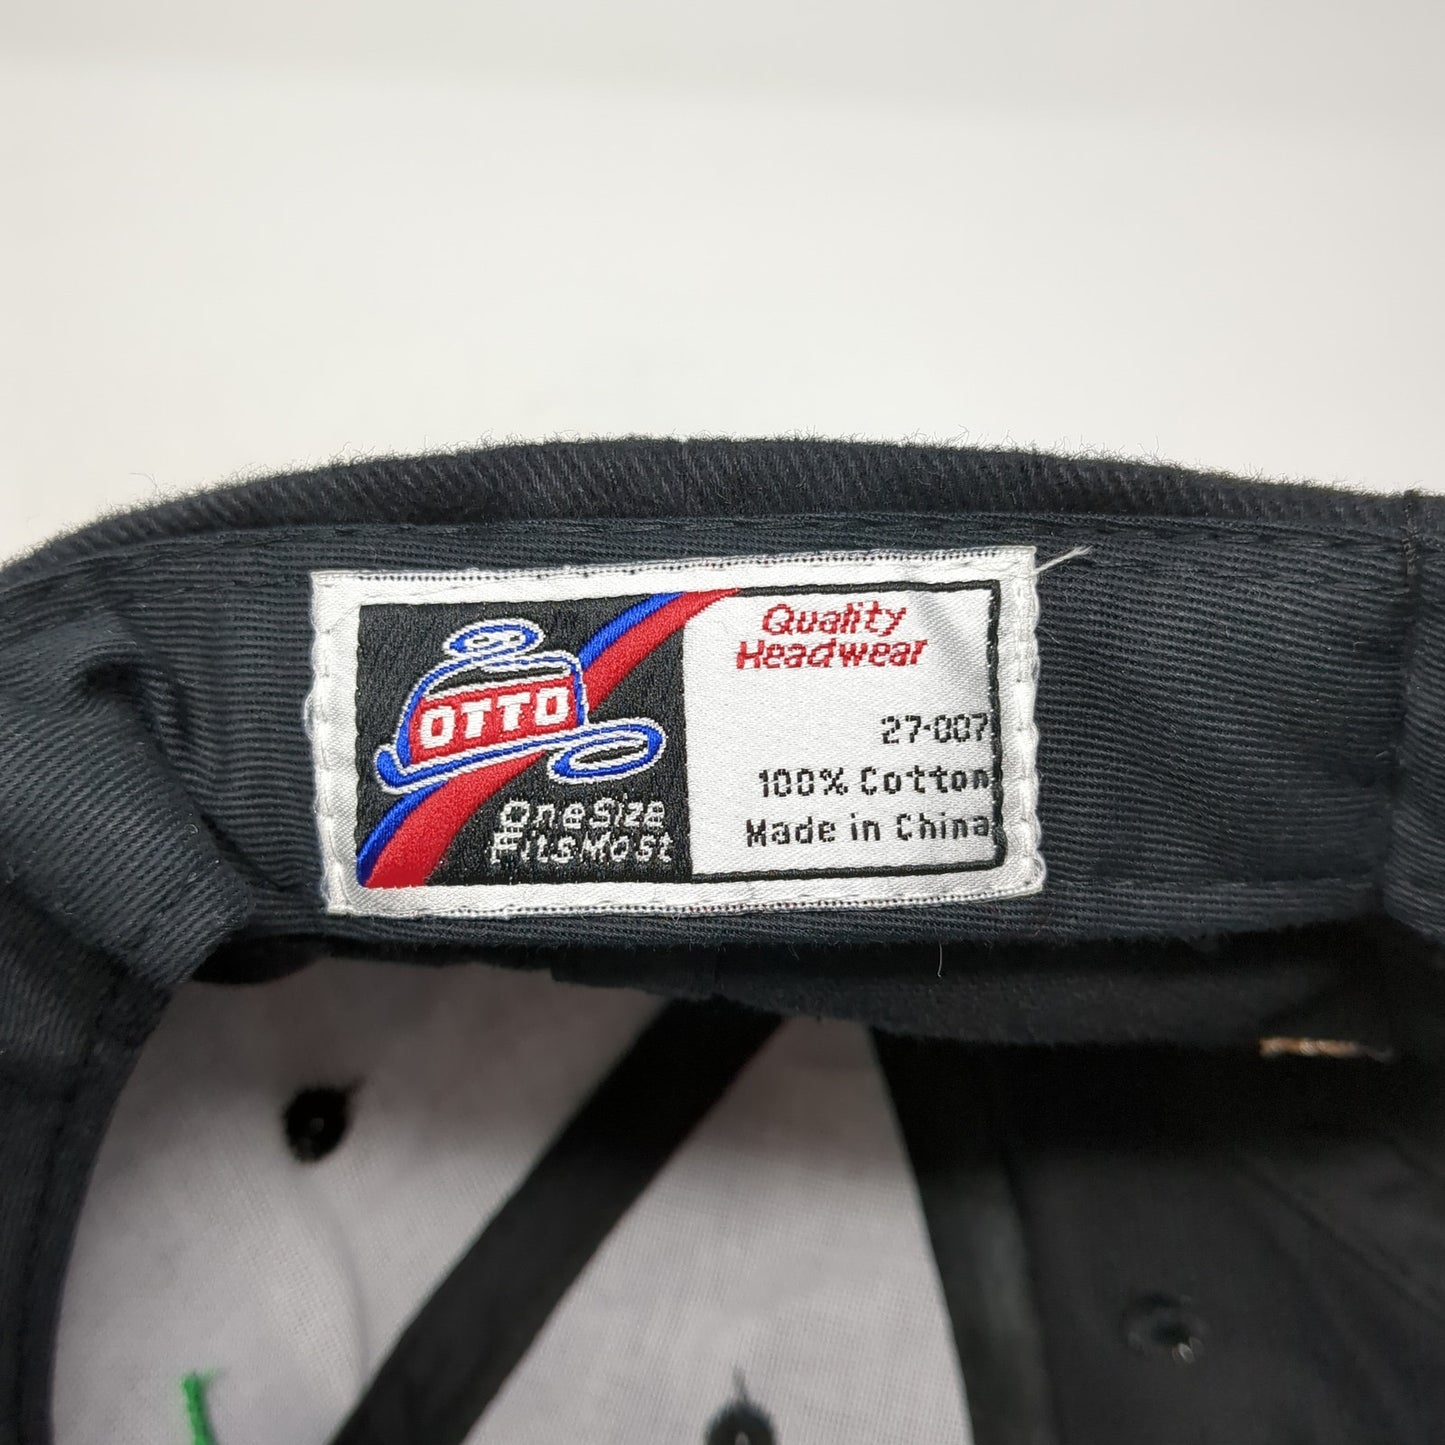 OTTO
One Size
Fits Most
Quality
Headwear
27-007
100% Cotton
Made in China